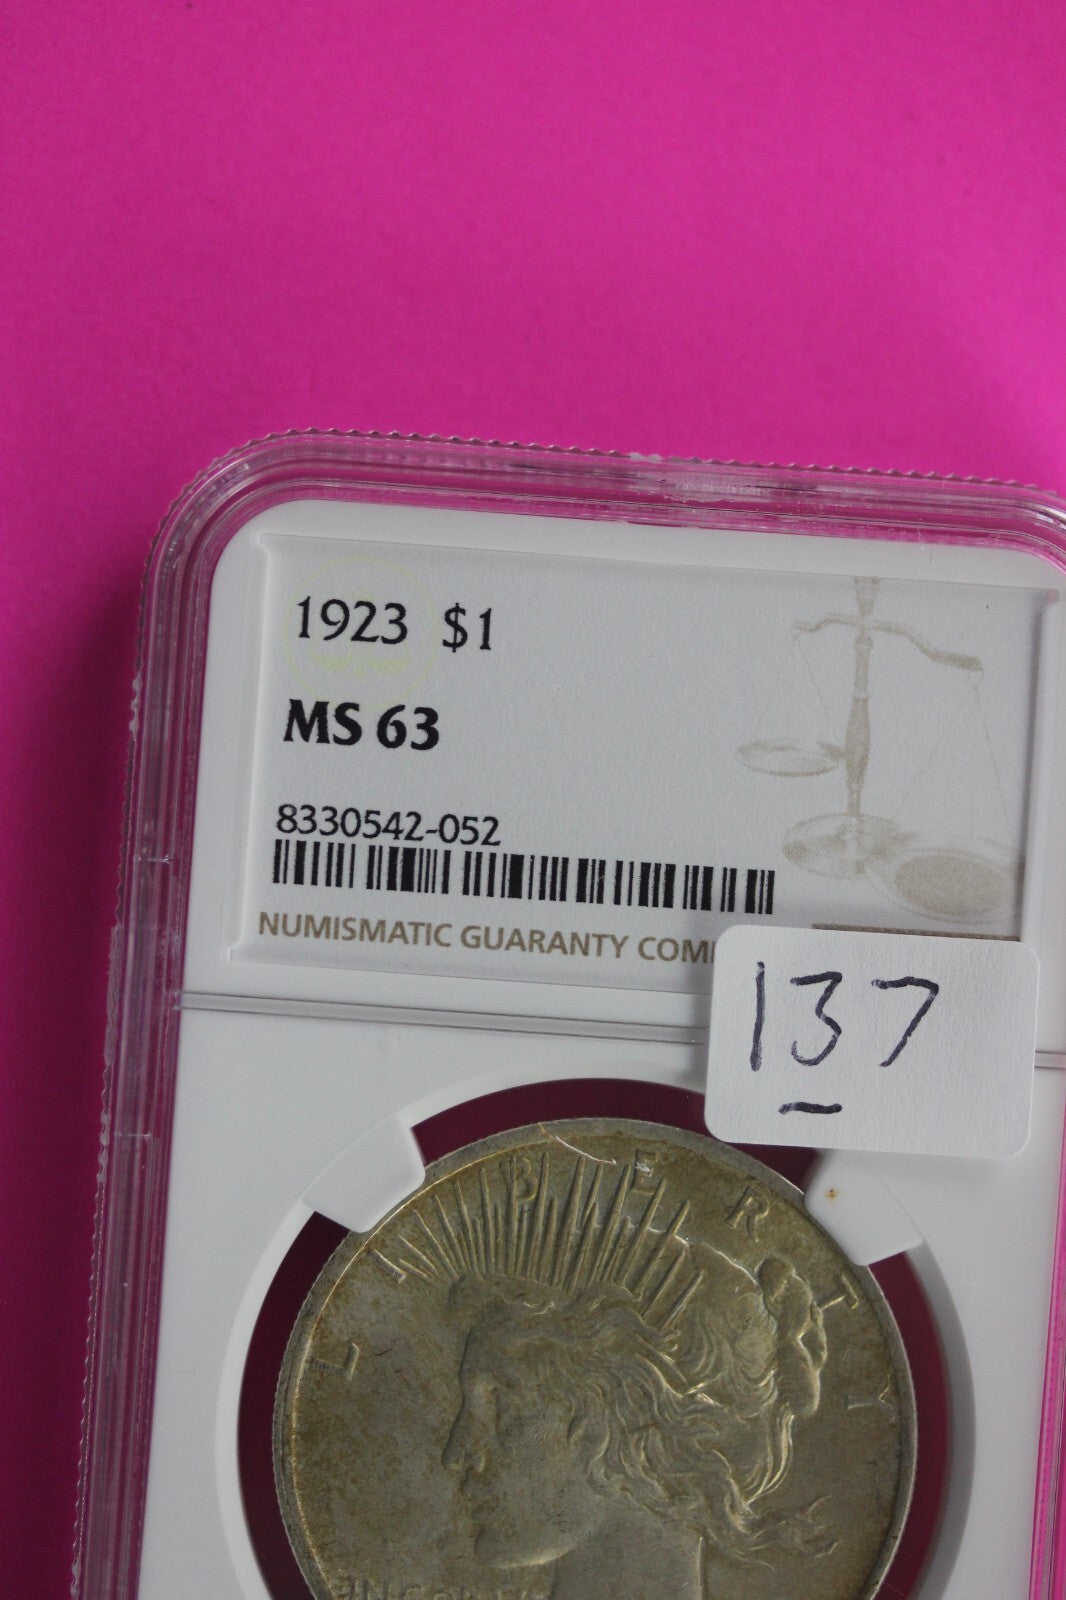 1923 $1
MS 63
8330542-052
NUMISMATIC GUARANTY COM
137
LIBERTY